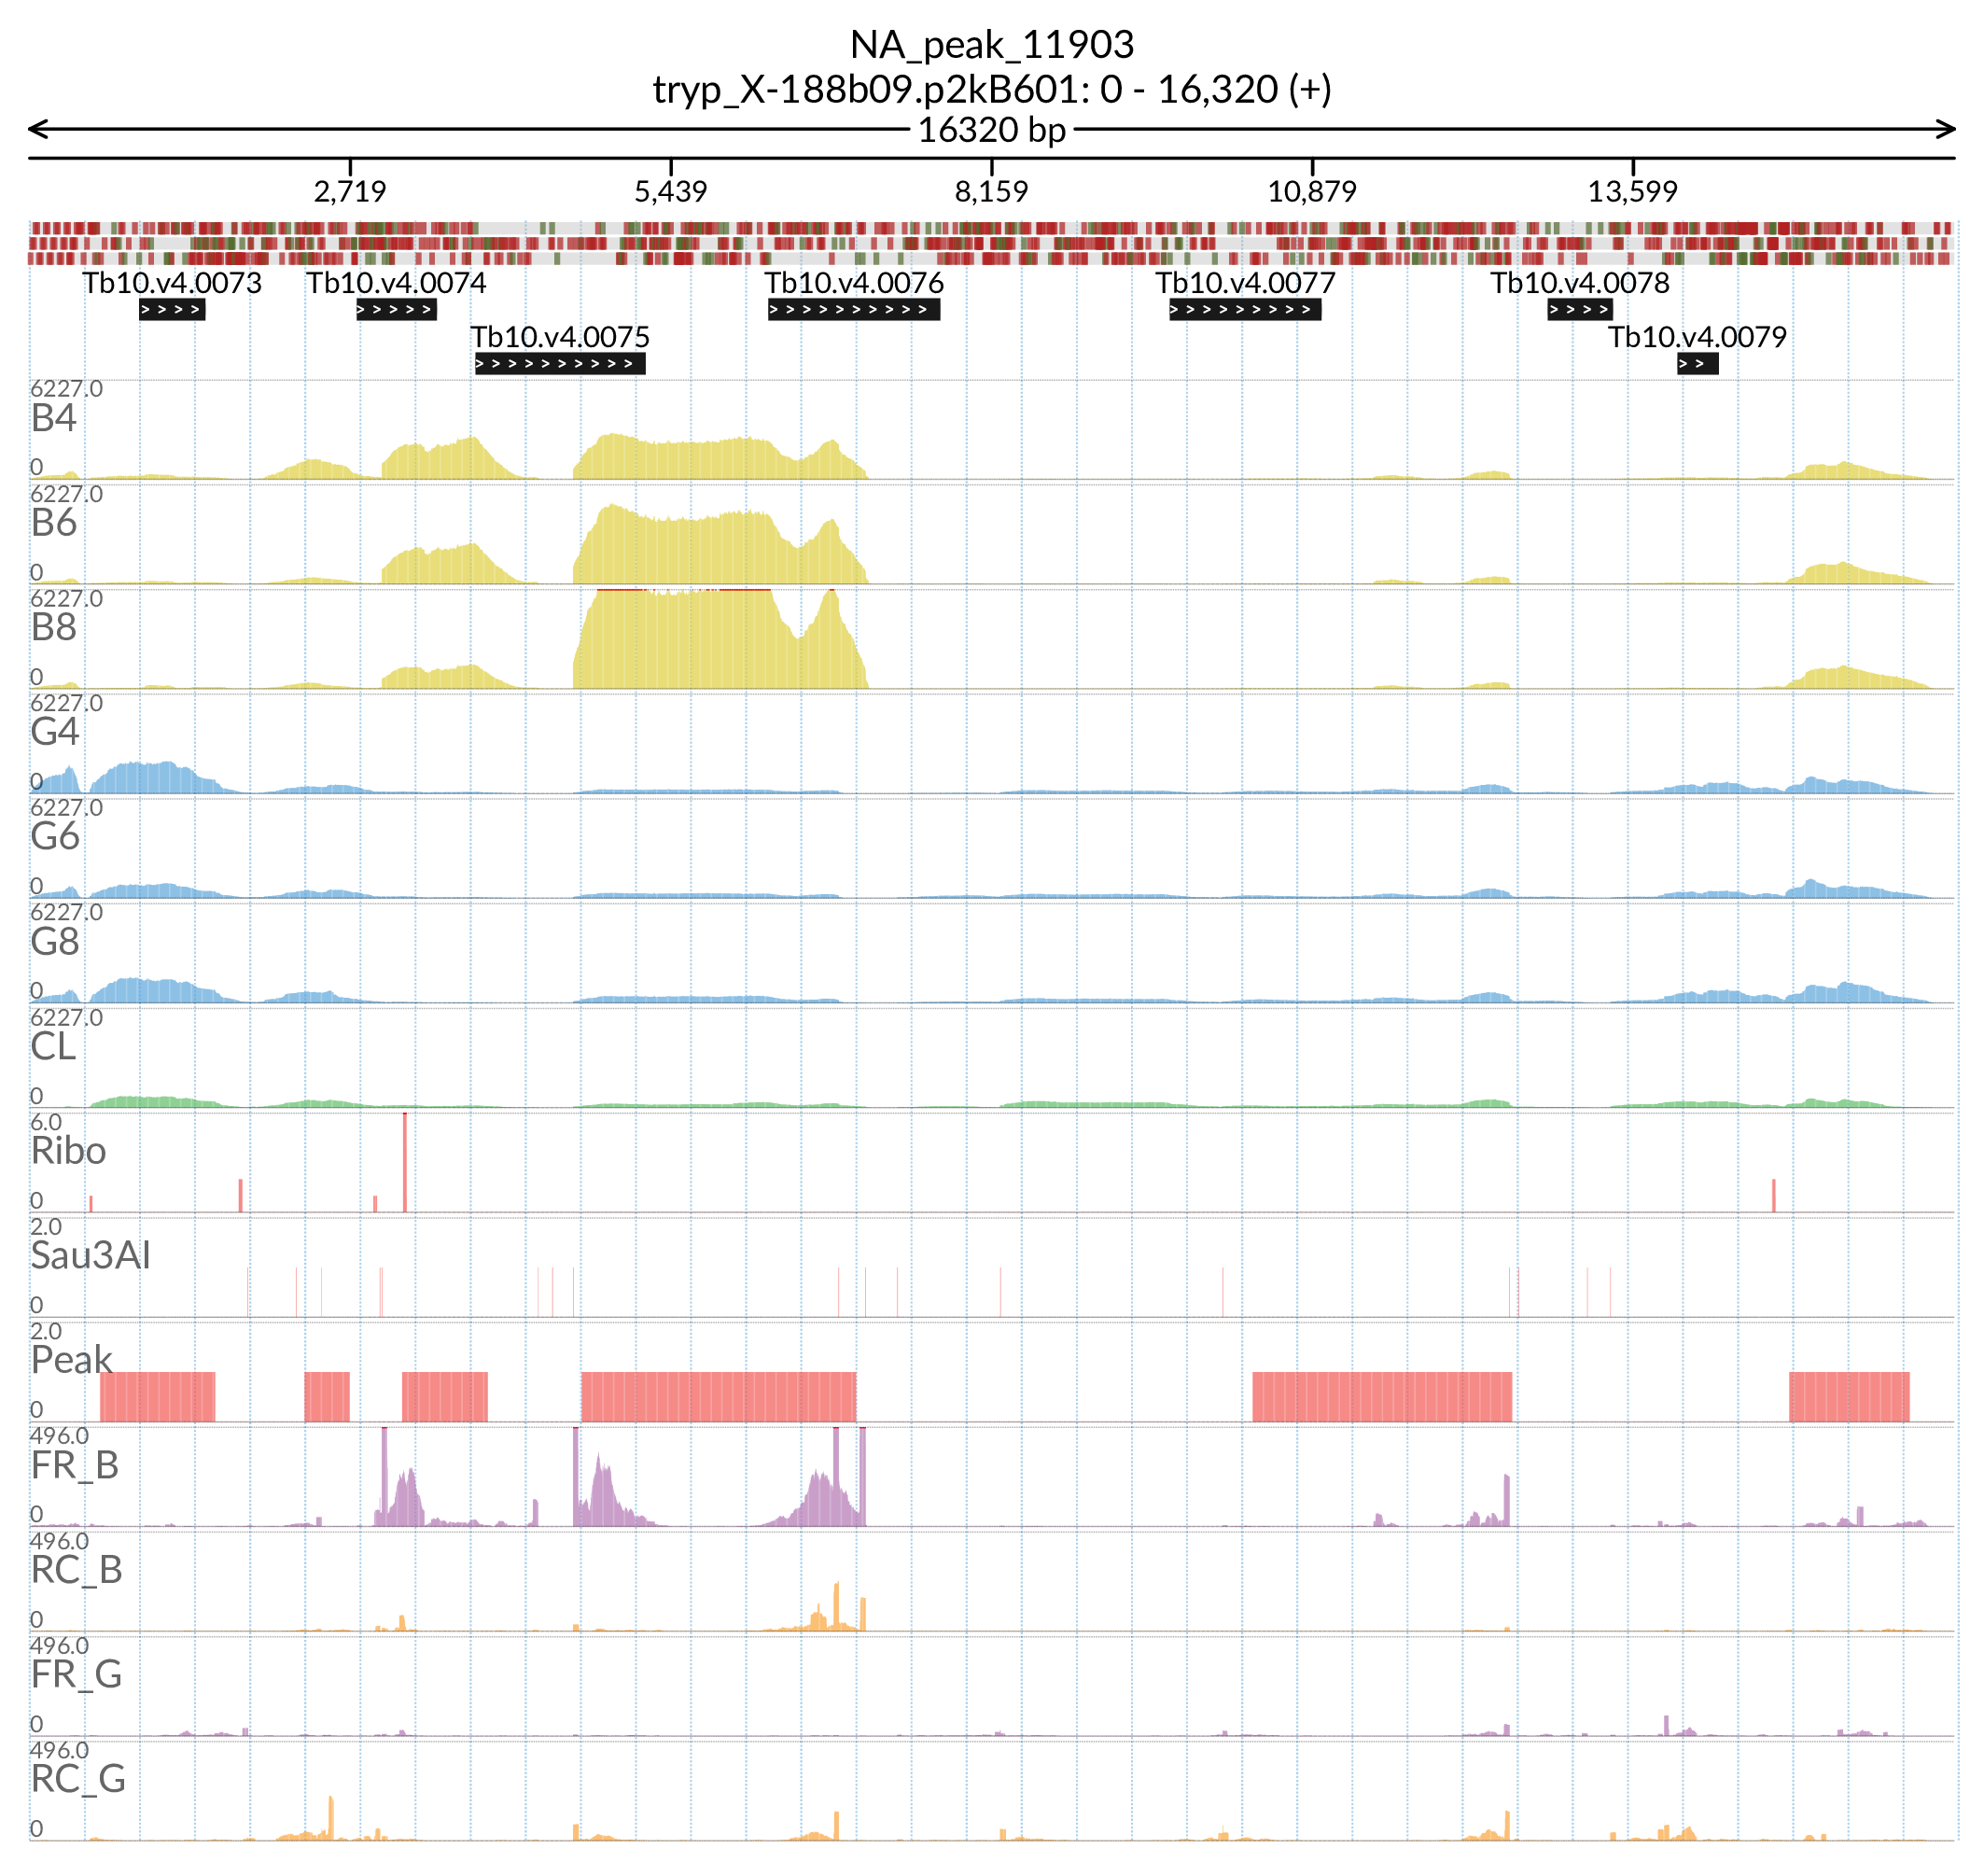 NA_peak_11903
tryp_X-188b09.p2kB601: 0 - 16,320 (+)
16320 bp
2,719 5,439 8,159 10,879 13,599
Tb10.v4.0073 Tb10.v4.0074 Tb10.v4.0076 Tb10.v4.0077 Tb10.v4.0078
Tb10.v4.0075 Tb10.v4.0079
6227.0
B4
0
6227.0
B6
0
6227.0
B8
0
6227.0
G4
0
6227.0
G6
0
6227.0
G8
0
6227.0
CL
0
6.0
Ribo
0
2.0
Sau3AI
0
2.0
Peak
0
496.0
FR_B
0
496.0
RC_B
0
496.0
FR_G
0
496.0
RC_G
0